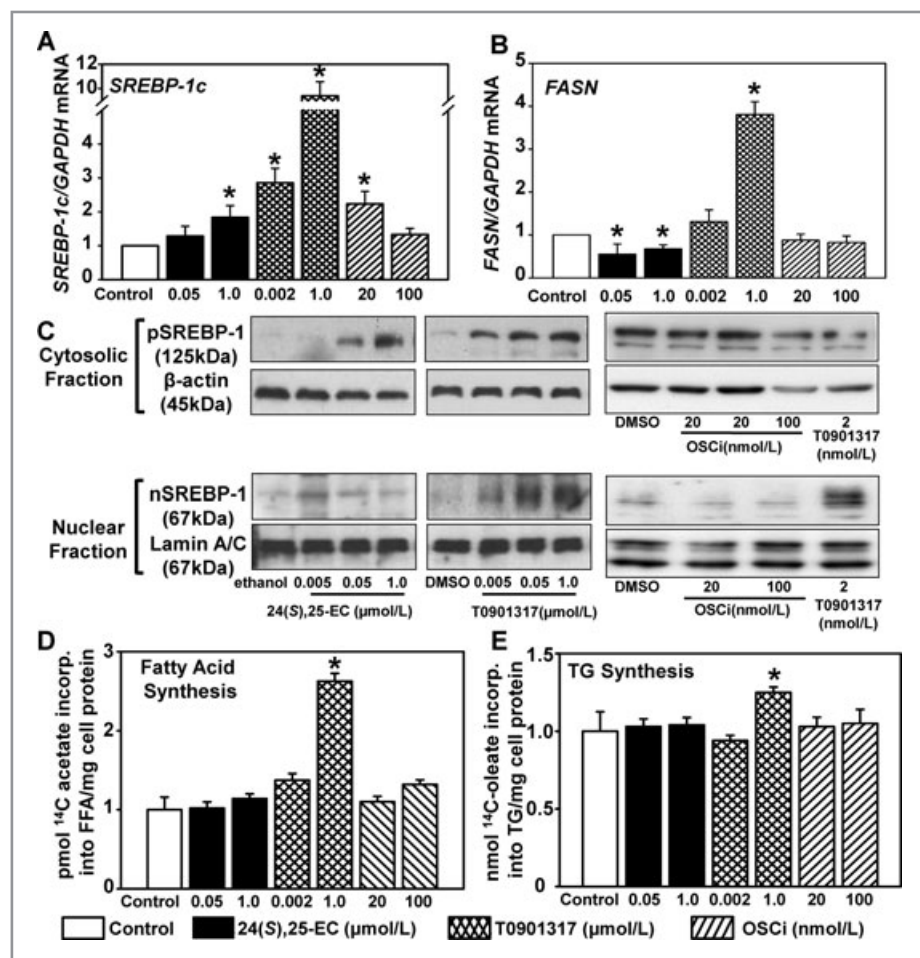 A
SREBP-1c/GAPDH mRNA
12
10
4
3
2
1
0
SREBP-1c
*
*
*
*
Control 0.05 1.0 0.002 1.0 20 100
B
FASN/GAPDH mRNA
5
4
3
2
1
0
FASN
*
*
*
Control 0.05 1.0 0.002 1.0 20 100
C
Cytosolic
Fraction
pSREBP-1
(125kDa)
β-actin
(45kDa)
DMSO 20 20 100 2
OSCi(nmol/L) T0901317
(nmol/L)
Nuclear
Fraction
nSREBP-1
(67kDa)
Lamin A/C
(67kDa)
ethanol 0.005 0.05 1.0
24(S),25-EC (μmol/L)
DMSO 0.005 0.05 1.0
T0901317(μmol/L)
DMSO 20 100 2
OSCi(nmol/L) T0901317
(nmol/L)
D
pmol ¹⁴C acetate incorp.
into FFA/mg cell protein
3
2
1
0
Fatty Acid
Synthesis
*
Control 0.05 1.0 0.002 1.0 20 100
E
nmol ¹⁴C-oleate incorp.
into TG/mg cell protein
1.5
1.0
0.5
0
TG Synthesis
*
Control 0.05 1.0 0.002 1.0 20 100
Control 24(S),25-EC (μmol/L) T0901317 (μmol/L) OSCi (nmol/L)